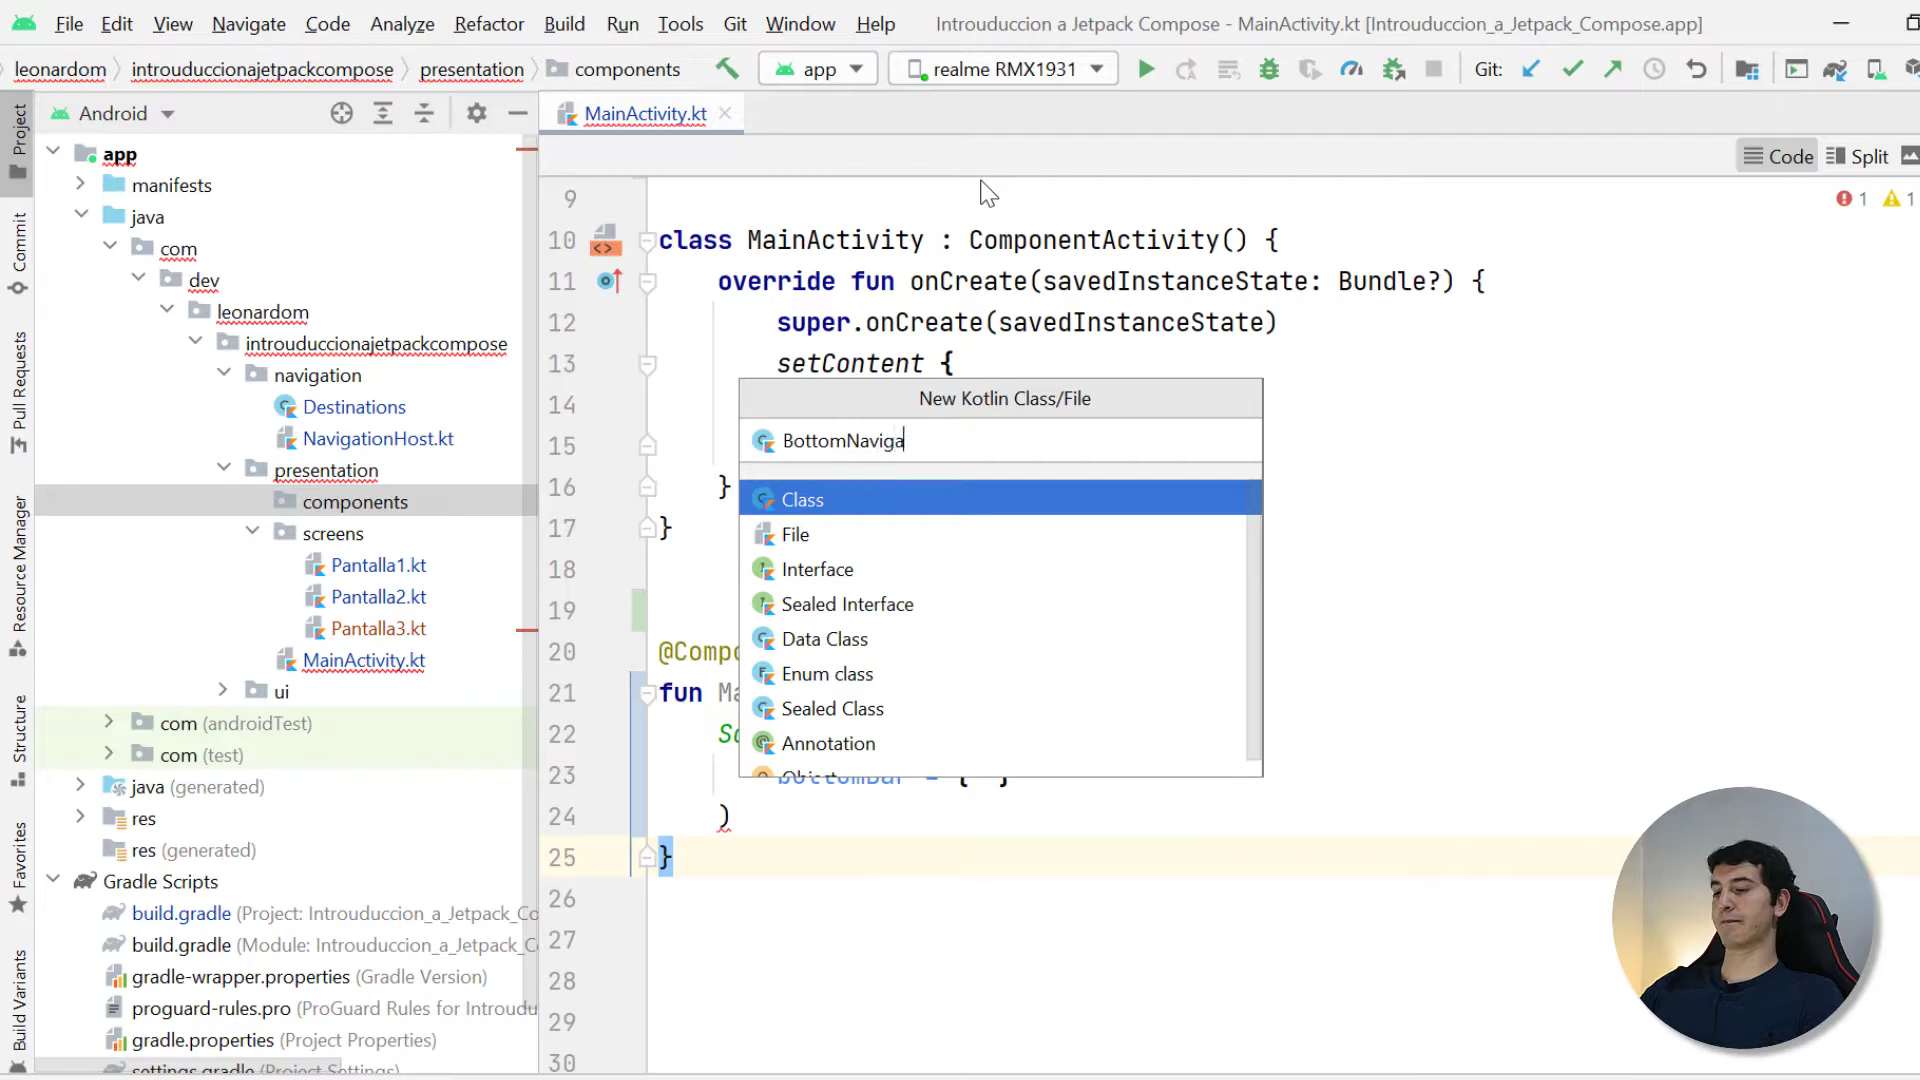 File Edit View Navigate Code Analyze Refactor Build Run Tools Git Window Help Introuduccion a Jetpack Compose - MainActivity.kt [Introuduccion_a_Jetpack_Compose.app]
leonardom introuduccionajetpackcompose presentation components app realme RMX1931 Git:
Project
Commit
Pull Requests
Resource Manager
Structure
Favorites
Build Variants
Android
app
manifests
java
com
dev
leonardom
introuduccionajetpackcompose
navigation
Destinations
NavigationHost.kt
presentation
components
screens
Pantalla1.kt
Pantalla2.kt
Pantalla3.kt
MainActivity.kt
ui
com (androidTest)
com (test)
java (generated)
res
res (generated)
Gradle Scripts
build.gradle (Project: Introuduccion_a_Jetpack_Co
build.gradle (Module: Introuduccion_a_Jetpack_C
gradle-wrapper.properties (Gradle Version)
proguard-rules.pro (ProGuard Rules for Introudu
gradle.properties (Project Properties)
settings.gradle (Project Settings)
MainActivity.kt
Code Split
1 1
9
10 class MainActivity : ComponentActivity() {
11 override fun onCreate(savedInstanceState: Bundle?) {
12 super.onCreate(savedInstanceState)
13 setContent {
14
15
16 }
17 }
18
19
20 @Compo
21 fun Ma
22 Sc
23 bottomBar = { }
24 )
25 }
26
27
28
29
30
New Kotlin Class/File
BottomNaviga
Class
File
Interface
Sealed Interface
Data Class
Enum class
Sealed Class
Annotation
Object